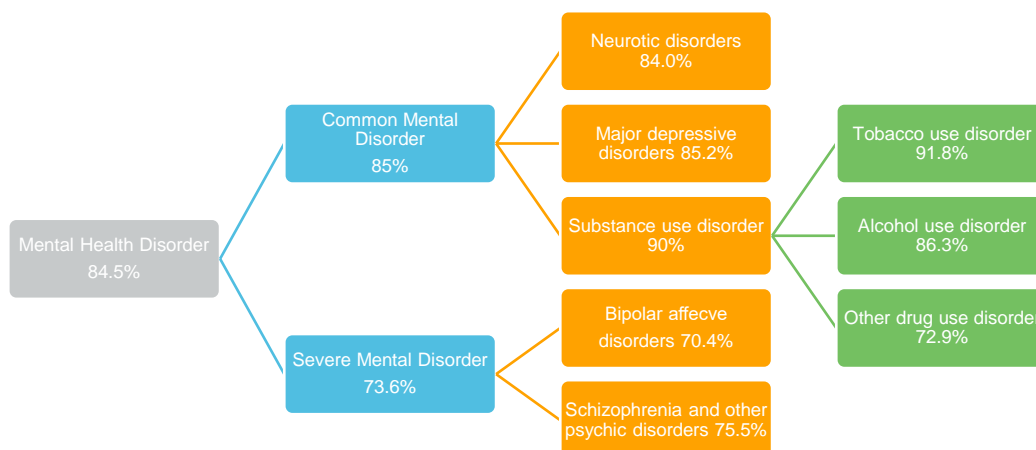 Neurotic disorders
84.0%
Common Mental
Disorder
85%
Major depressive
disorders 85.2%
Tobacco use disorder
91.8%
Mental Health Disorder
84.5%
Substance use disorder
90%
Alcohol use disorder
86.3%
Severe Mental Disorder
73.6%
Bipolar affecve
disorders 70.4%
Other drug use disorder
72.9%
Schizophrenia and other
psychic disorders 75.5%